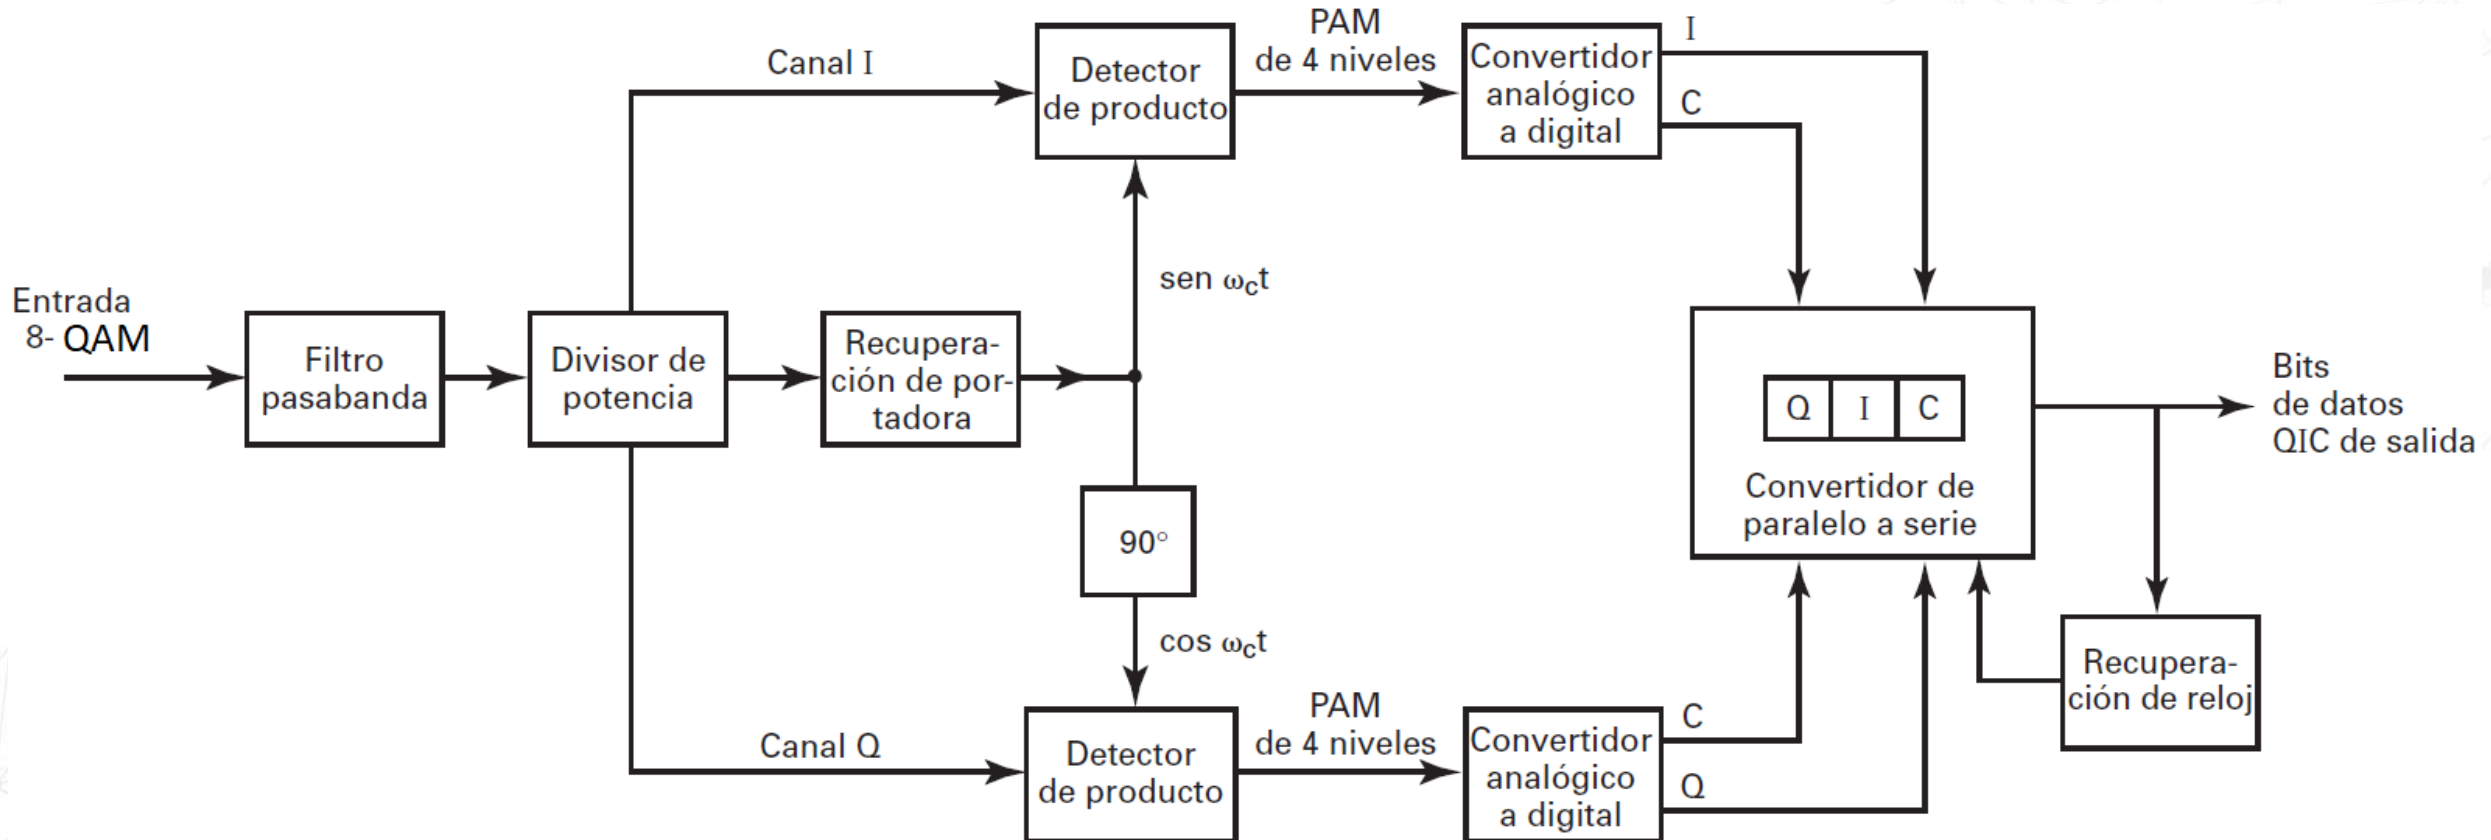 PAM
de 4 niveles
I
Canal I
Detector
de producto
Convertidor
analógico
a digital
C
sen ωct
Entrada
8- QAM
Filtro
pasabanda
Divisor de
potencia
Recupera-
ción de por-
tadora
Q I C
Convertidor de
paralelo a serie
Bits
de datos
QIC de salida
90°
cos ωct
Recupera-
ción de reloj
Canal Q
Detector
de producto
PAM
de 4 niveles
Convertidor
analógico
a digital
C
Q